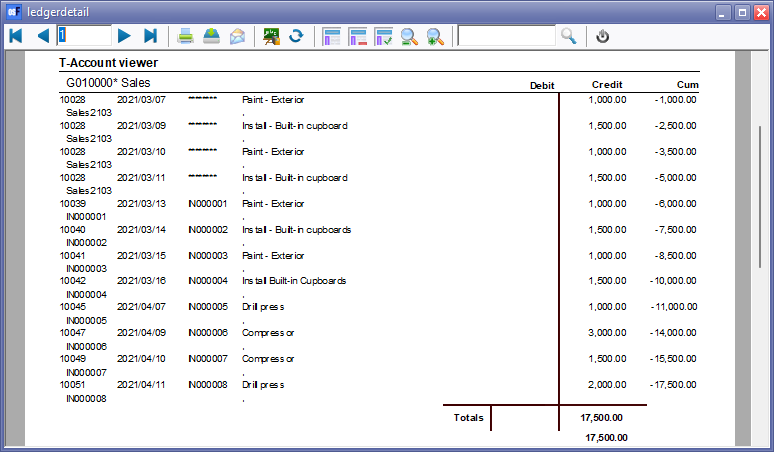 ledgerdetail
1
T-Account viewer
G010000* Sales Debit Credit Cum
10028 2021/03/07 ******** Paint - Exterior 1,000.00 -1,000.00
Sales2103 .
10028 2021/03/09 ******** Install - Built-in cupboard 1,500.00 -2,500.00
Sales2103 .
10028 2021/03/10 ******** Paint - Exterior 1,000.00 -3,500.00
Sales2103 .
10028 2021/03/11 ******** Install - Built-in cupboard 1,500.00 -5,000.00
Sales2103 .
10039 2021/03/13 IN000001 Paint - Exterior 1,000.00 -6,000.00
IN000001 .
10040 2021/03/14 IN000002 Install - Built-in cupboards 1,500.00 -7,500.00
IN000002 .
10041 2021/03/15 IN000003 Paint - Exterior 1,000.00 -8,500.00
IN000003 .
10042 2021/03/16 IN000004 Install Built-in Cupboards 1,500.00 -10,000.00
IN000004 .
10045 2021/04/07 IN000005 Drill press 1,000.00 -11,000.00
IN000005 .
10047 2021/04/09 IN000006 Compressor 3,000.00 -14,000.00
IN000006 .
10049 2021/04/10 IN000007 Compressor 1,500.00 -15,500.00
IN000007 .
10051 2021/04/11 IN000008 Drill press 2,000.00 -17,500.00
IN000008 .
Totals 17,500.00
17,500.00